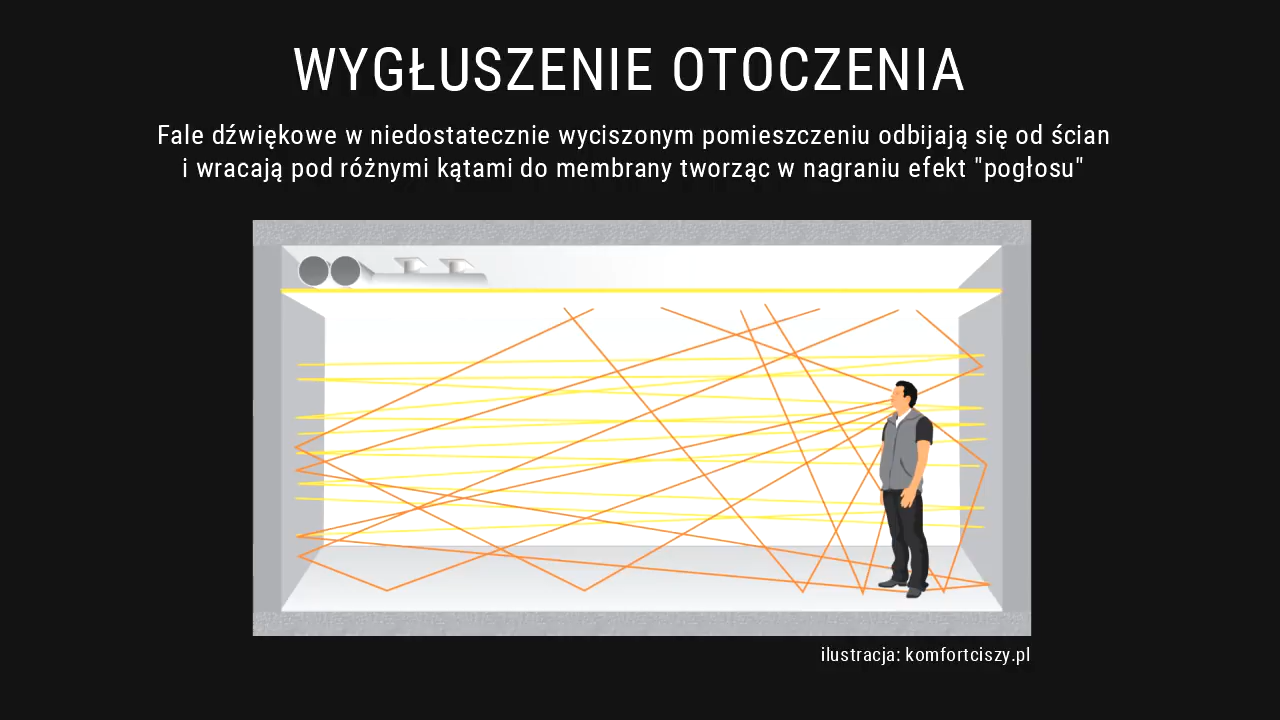 WYGŁUSZENIE OTOCZENIA
Fale dźwiękowe w niedostatecznie wyciszonym pomieszczeniu odbijają się od ścian
i wracają pod różnymi kątami do membrany tworząc w nagraniu efekt "pogłosu"
ilustracja: komfortciszy.pl